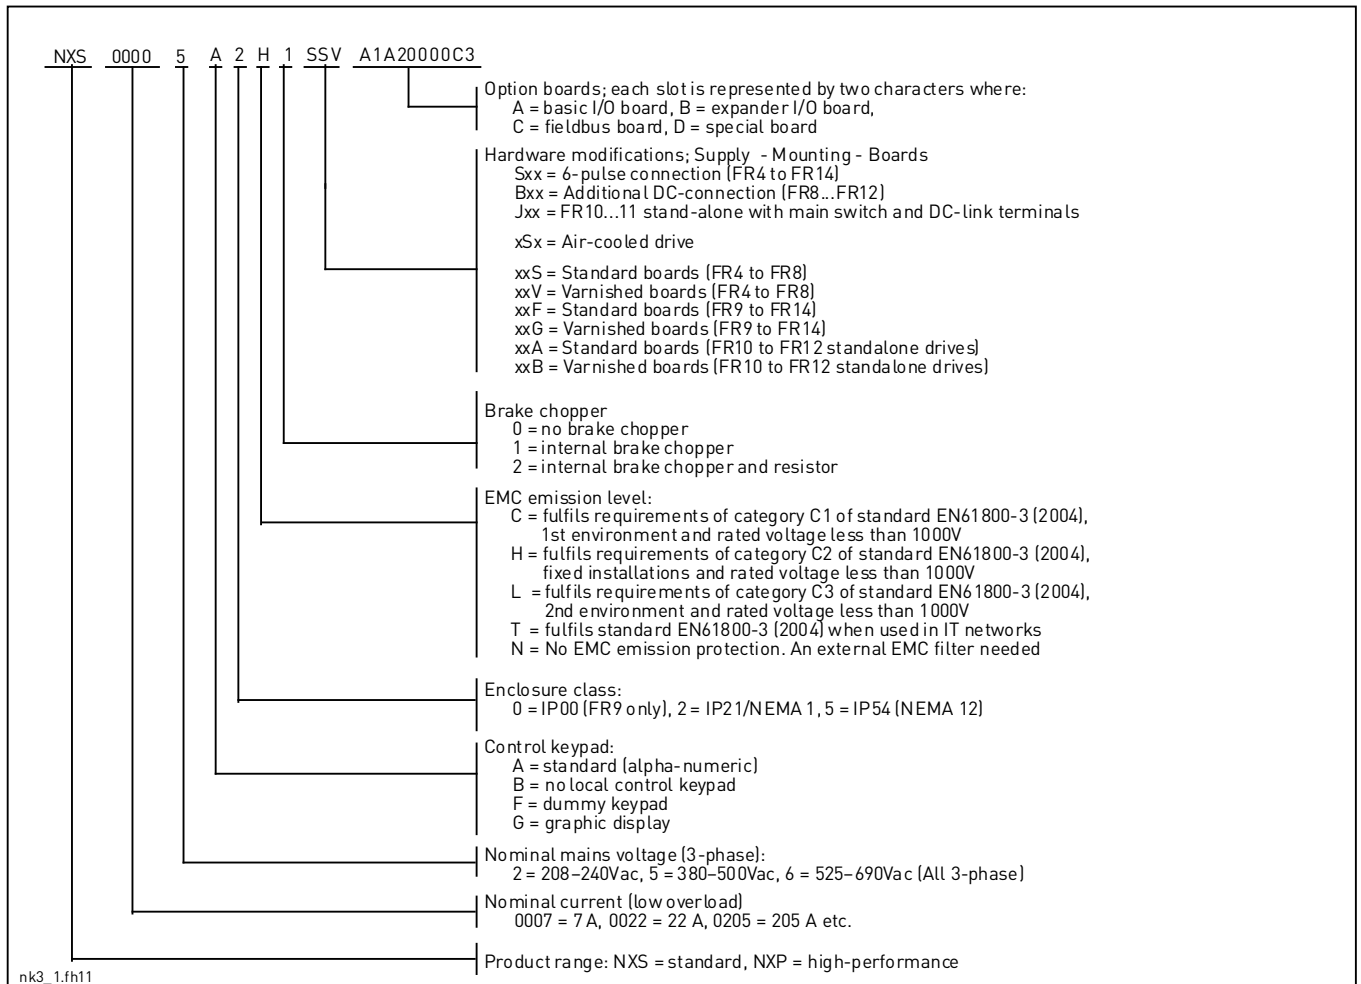 NXS 0000 5 A 2 H 1 SSV A1A20000C3
Option boards; each slot is represented by two characters where:
A = basic I/O board, B = expander I/O board,
C = fieldbus board, D = special board
Hardware modifications; Supply - Mounting - Boards
Sxx = 6-pulse connection (FR4 to FR14)
Bxx = Additional DC-connection (FR8...FR12)
Jxx = FR10...11 stand-alone with main switch and DC-link terminals
xSx = Air-cooled drive
xxS = Standard boards (FR4 to FR8)
xxV = Varnished boards (FR4 to FR8)
xxF = Standard boards (FR9 to FR14)
xxG = Varnished boards (FR9 to FR14)
xxA = Standard boards (FR10 to FR12 standalone drives)
xxB = Varnished boards (FR10 to FR12 standalone drives)
Brake chopper
0 = no brake chopper
1 = internal brake chopper
2 = internal brake chopper and resistor
EMC emission level:
C = fulfils requirements of category C1 of standard EN61800-3 (2004),
1st environment and rated voltage less than 1000V
H = fulfils requirements of category C2 of standard EN61800-3 (2004),
fixed installations and rated voltage less than 1000V
L = fulfils requirements of category C3 of standard EN61800-3 (2004),
2nd environment and rated voltage less than 1000V
T = fulfils standard EN61800-3 (2004) when used in IT networks
N = No EMC emission protection. An external EMC filter needed
Enclosure class:
0 = IP00 (FR9 only), 2 = IP21/NEMA 1, 5 = IP54 (NEMA 12)
Control keypad:
A = standard (alpha-numeric)
B = no local control keypad
F = dummy keypad
G = graphic display
Nominal mains voltage (3-phase):
2 = 208–240Vac, 5 = 380–500Vac, 6 = 525–690Vac (All 3-phase)
Nominal current (low overload)
0007 = 7 A, 0022 = 22 A, 0205 = 205 A etc.
Product range: NXS = standard, NXP = high-performance
nk3_1.fh11